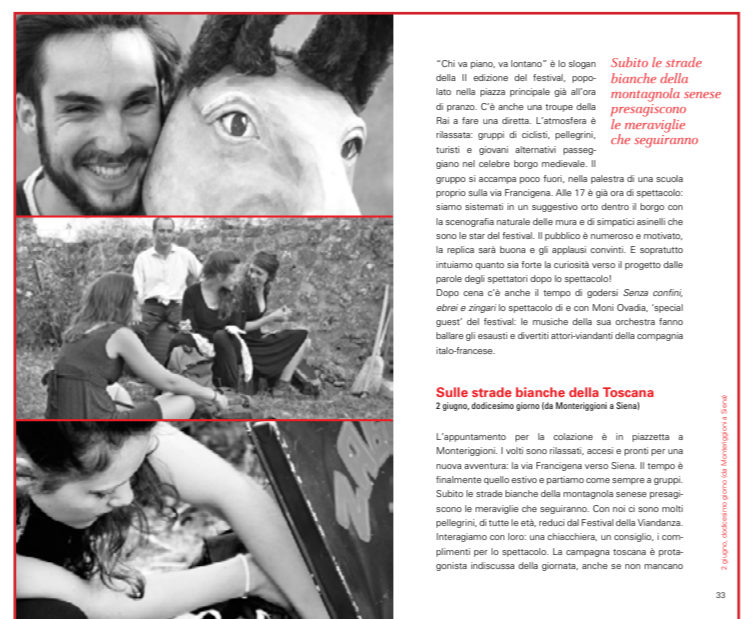 "Chi va piano, va lontano" è lo slogan
della II edizione del festival, popo-
lato nella piazza principale già all'ora
di pranzo. C'è anche una troupe della
Rai a fare una diretta. L'atmosfera è
rilassata: gruppi di ciclisti, pellegrini,
turisti e giovani alternativi passeg-
giano nel celebre borgo medievale. Il
gruppo si accampa poco fuori, nella palestra di una scuola
proprio sulla via Francigena. Alle 17 è già ora di spettacolo:
siamo sistemati in un suggestivo orto dentro il borgo con
la scenografia naturale delle mura e di simpatici asinelli che
sono le star del festival. Il pubblico è numeroso e motivato,
la replica sarà buona e gli applausi convinti. E sopratutto
intuiamo quanto sia forte la curiosità verso il progetto dalle
parole degli spettatori dopo lo spettacolo!
Dopo cena c'è anche il tempo di godersi Senza confini,
ebrei e zingari lo spettacolo di e con Moni Ovadia, 'special
guest' del festival: le musiche della sua orchestra fanno
ballare gli esausti e divertiti attori-viandanti della compagnia
italo-francese.
Subito le strade
bianche della
montagnola senese
presagiscono
le meraviglie
che seguiranno
Sulle strade bianche della Toscana
2 giugno, dodicesimo giorno (da Monteriggioni a Siena)
L'appuntamento per la colazione è in piazzetta a
Monteriggioni. I volti sono rilassati, accesi e pronti per una
nuova avventura: la via Francigena verso Siena. Il tempo è
finalmente quello estivo e partiamo come sempre a gruppi.
Subito le strade bianche della montagnola senese presagi-
scono le meraviglie che seguiranno. Con noi ci sono molti
pellegrini, di tutte le età, reduci dal Festival della Viandanza.
Interagiamo con loro: una chiacchiera, un consiglio, i com-
plimenti per lo spettacolo. La campagna toscana è prota-
gonista indiscussa della giornata, anche se non mancano
2 giugno, dodicesimo giorno (da Monteriggioni a Siena)
33